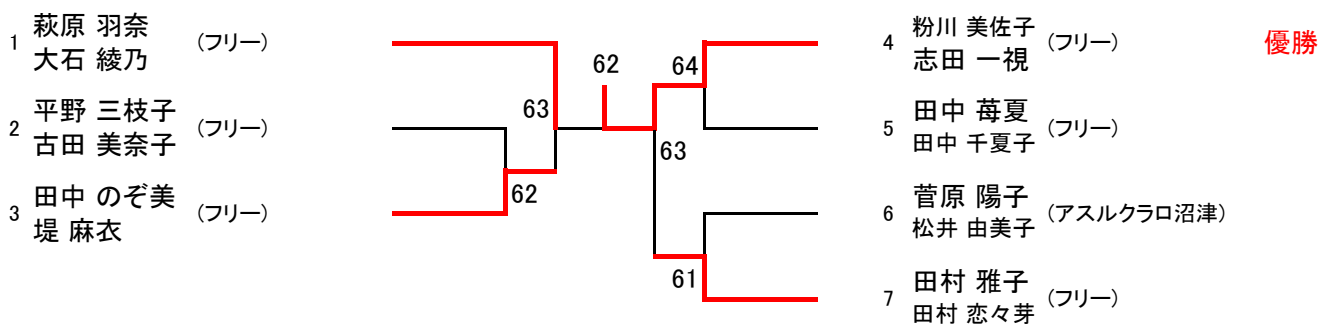 1 萩原 羽奈 (フリー)
大石 綾乃
2 平野 三枝子 (フリー)
古田 美奈子
3 田中 のぞ美 (フリー)
堤 麻衣
63
62
62
64
63
61
4 粉川 美佐子 (フリー) 優勝
志田 一視
5 田中 苺夏 (フリー)
田中 千夏子
6 菅原 陽子 (アスルクラロ沼津)
松井 由美子
7 田村 雅子 (フリー)
田村 恋々芽